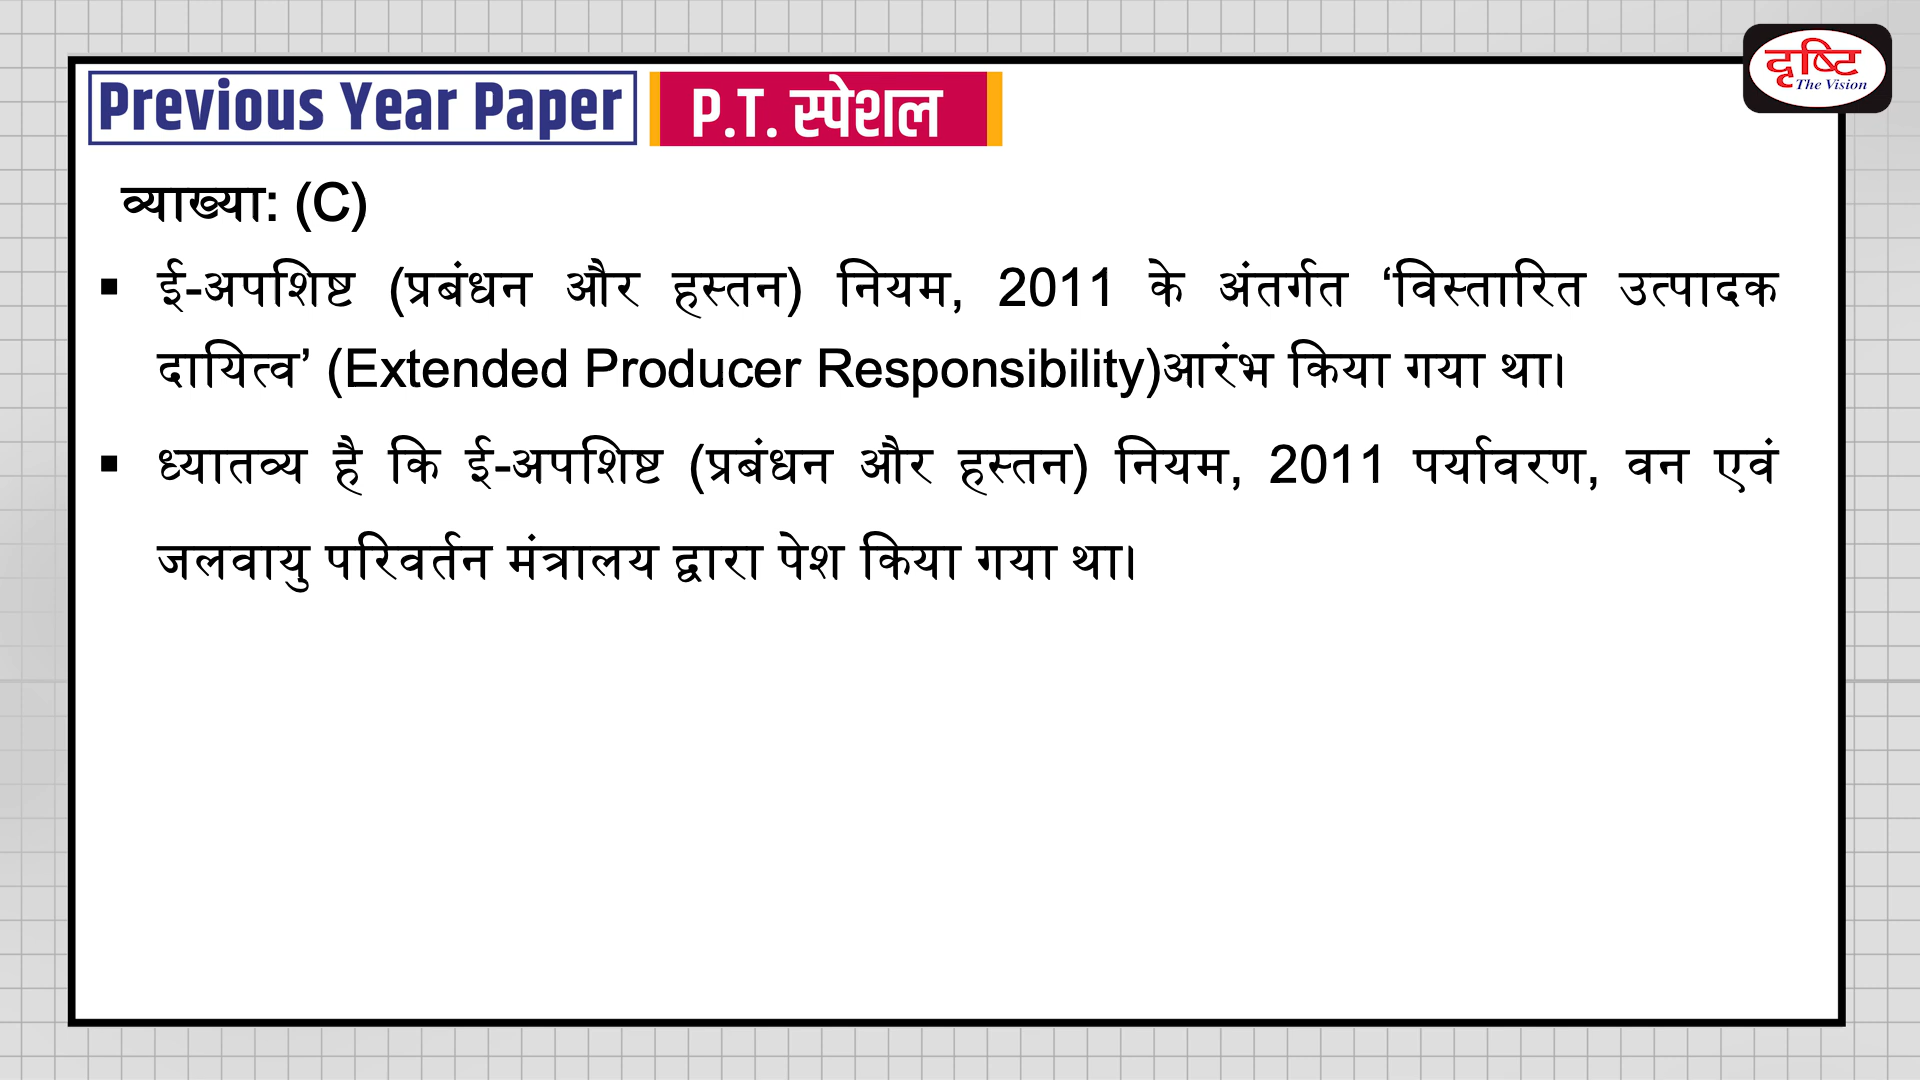 Previous Year Paper P.T. स्पेशल
दृष्टि
The Vision
व्याख्या: (C)
▪ ई-अपशिष्ट (प्रबंधन और हस्तन) नियम, 2011 के अंतर्गत ‘विस्तारित उत्पादक
दायित्व’ (Extended Producer Responsibility)आरंभ किया गया था।
▪ ध्यातव्य है कि ई-अपशिष्ट (प्रबंधन और हस्तन) नियम, 2011 पर्यावरण, वन एवं
जलवायु परिवर्तन मंत्रालय द्वारा पेश किया गया था।